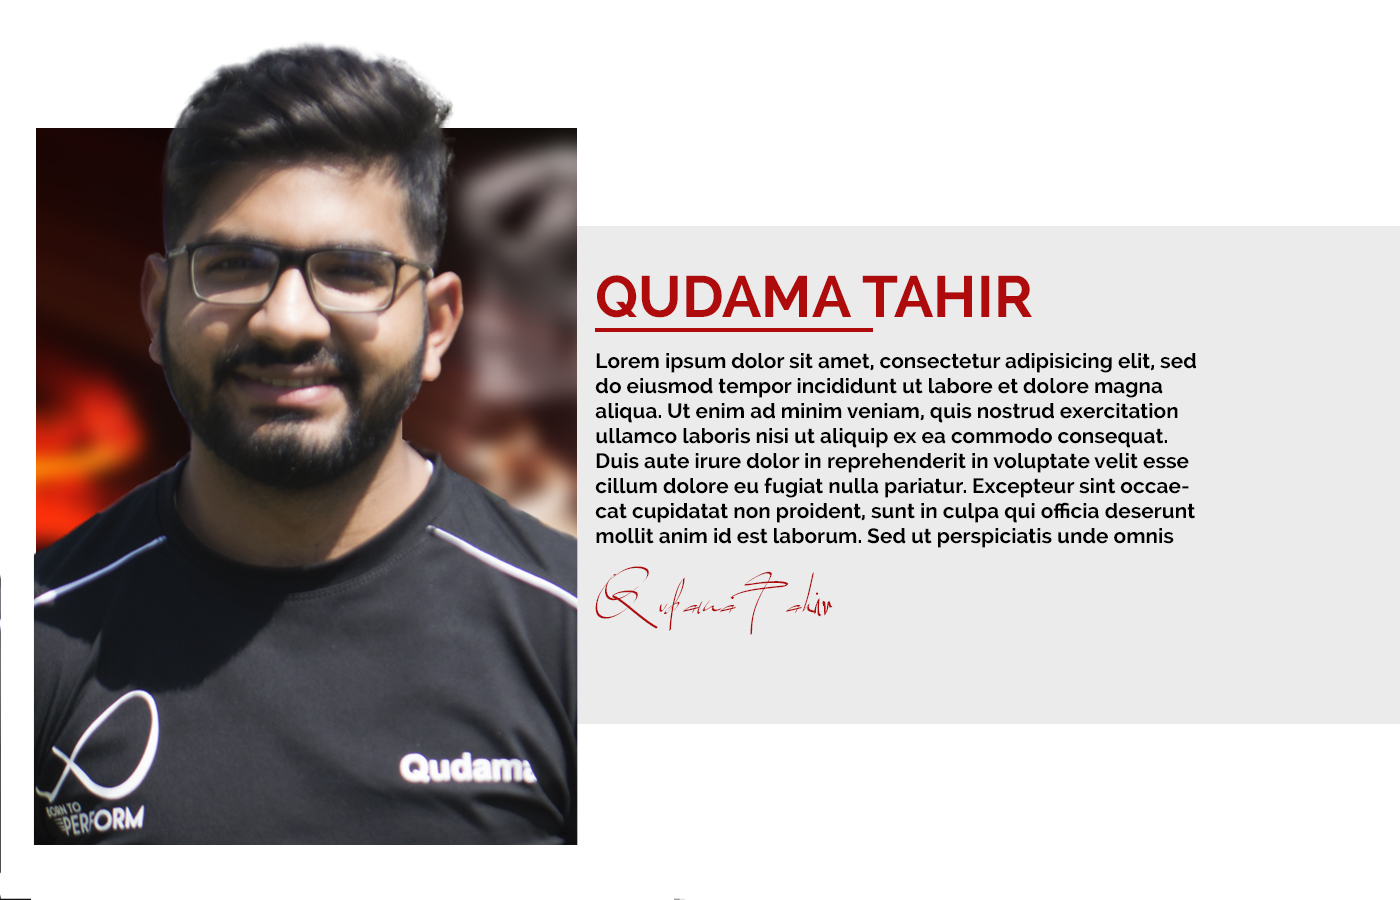 QUDAMA TAHIR
Lorem ipsum dolor sit amet, consectetur adipisicing elit, sed
do eiusmod tempor incididunt ut labore et dolore magna
aliqua. Ut enim ad minim veniam, quis nostrud exercitation
ullamco laboris nisi ut aliquip ex ea commodo consequat.
Duis aute irure dolor in reprehenderit in voluptate velit esse
cillum dolore eu fugiat nulla pariatur. Excepteur sint occae-
cat cupidatat non proident, sunt in culpa qui officia deserunt
mollit anim id est laborum. Sed ut perspiciatis unde omnis
Qudama Tahir
Qudama
BORN TO
PERFORM